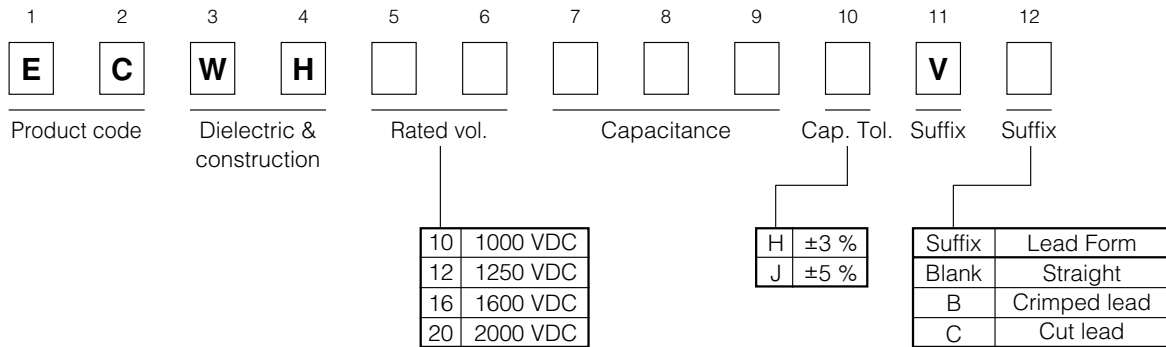 1 2 3 4 5 6 7 8 9 10 11 12
E C W H V
Product code Dielectric & construction Rated vol. Capacitance Cap. Tol. Suffix Suffix
10 1000 VDC
12 1250 VDC
16 1600 VDC
20 2000 VDC
H ±3 %
J ±5 %
Suffix Lead Form
Blank Straight
B Crimped lead
C Cut lead